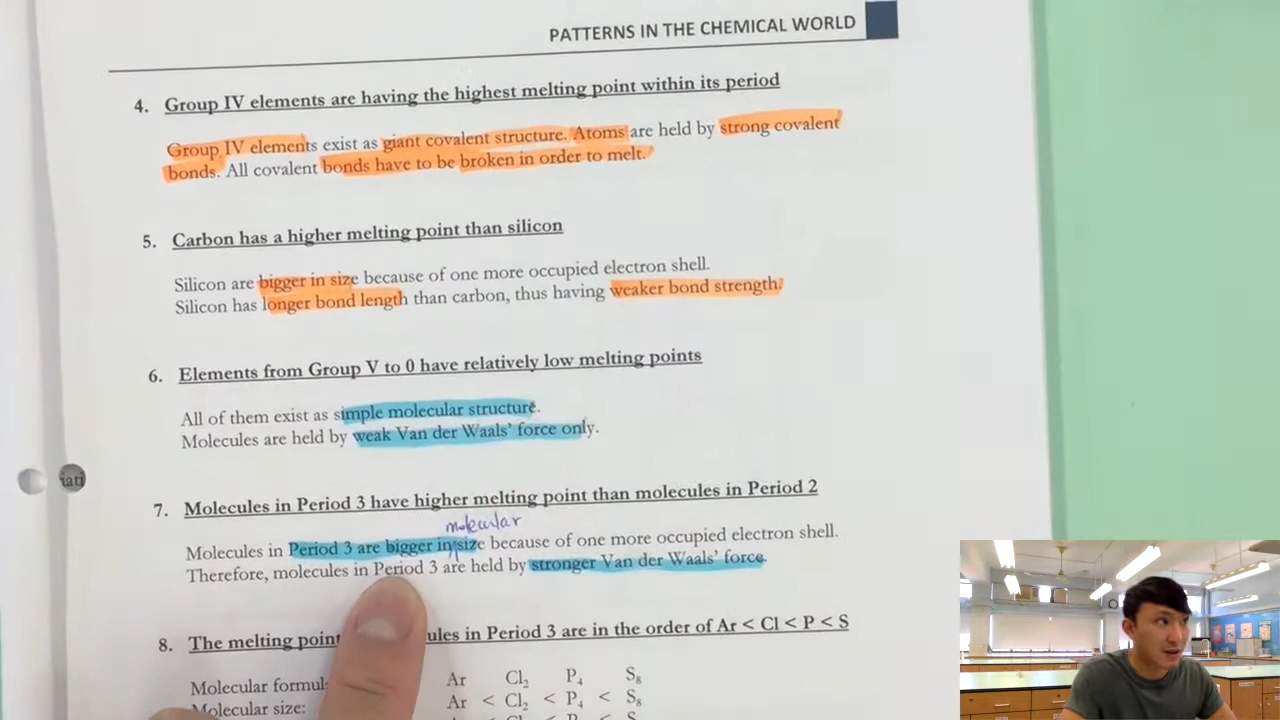 PATTERNS IN THE CHEMICAL WORLD
4. Group IV elements are having the highest melting point within its period
Group IV elements exist as giant covalent structure. Atoms are held by strong covalent
bonds. All covalent bonds have to be broken in order to melt.
5. Carbon has a higher melting point than silicon
Silicon are bigger in size because of one more occupied electron shell.
Silicon has longer bond length than carbon, thus having weaker bond strength.
6. Elements from Group V to 0 have relatively low melting points
All of them exist as simple molecular structure.
Molecules are held by weak Van der Waals' force only.
7. Molecules in Period 3 have higher melting point than molecules in Period 2
molecular
Molecules in Period 3 are bigger in size because of one more occupied electron shell.
Therefore, molecules in Period 3 are held by stronger Van der Waals' force.
8. The melting point ules in Period 3 are in the order of Ar < Cl < P < S
Molecular formul Ar Cl₂ P₄ S₈
Molecular size: Ar < Cl₂ < P₄ < S₈